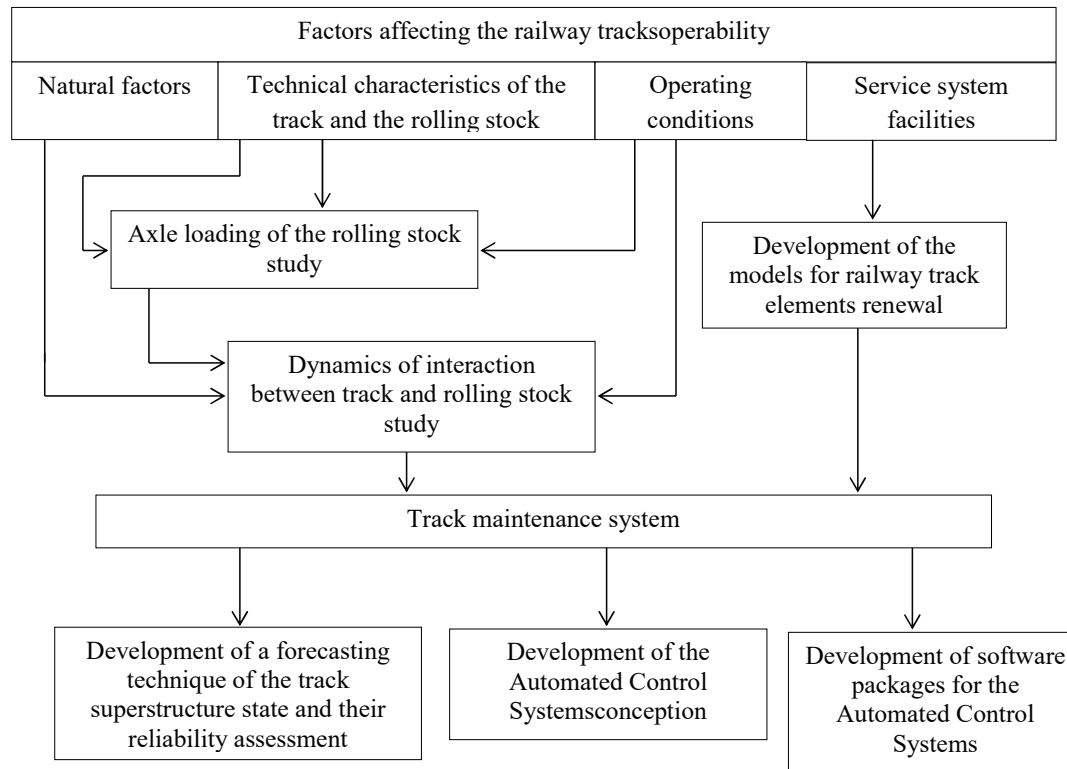 Factors affecting the railway tracksoperability
Natural factors
Technical characteristics of the
track and the rolling stock
Operating
conditions
Service system
facilities
Axle loading of the rolling stock
study
Development of the
models for railway track
elements renewal
Dynamics of interaction
between track and rolling stock
study
Track maintenance system
Development of a forecasting
technique of the track
superstructure state and their
reliability assessment
Development of the
Automated Control
Systemsconception
Development of software
packages for the
Automated Control
Systems